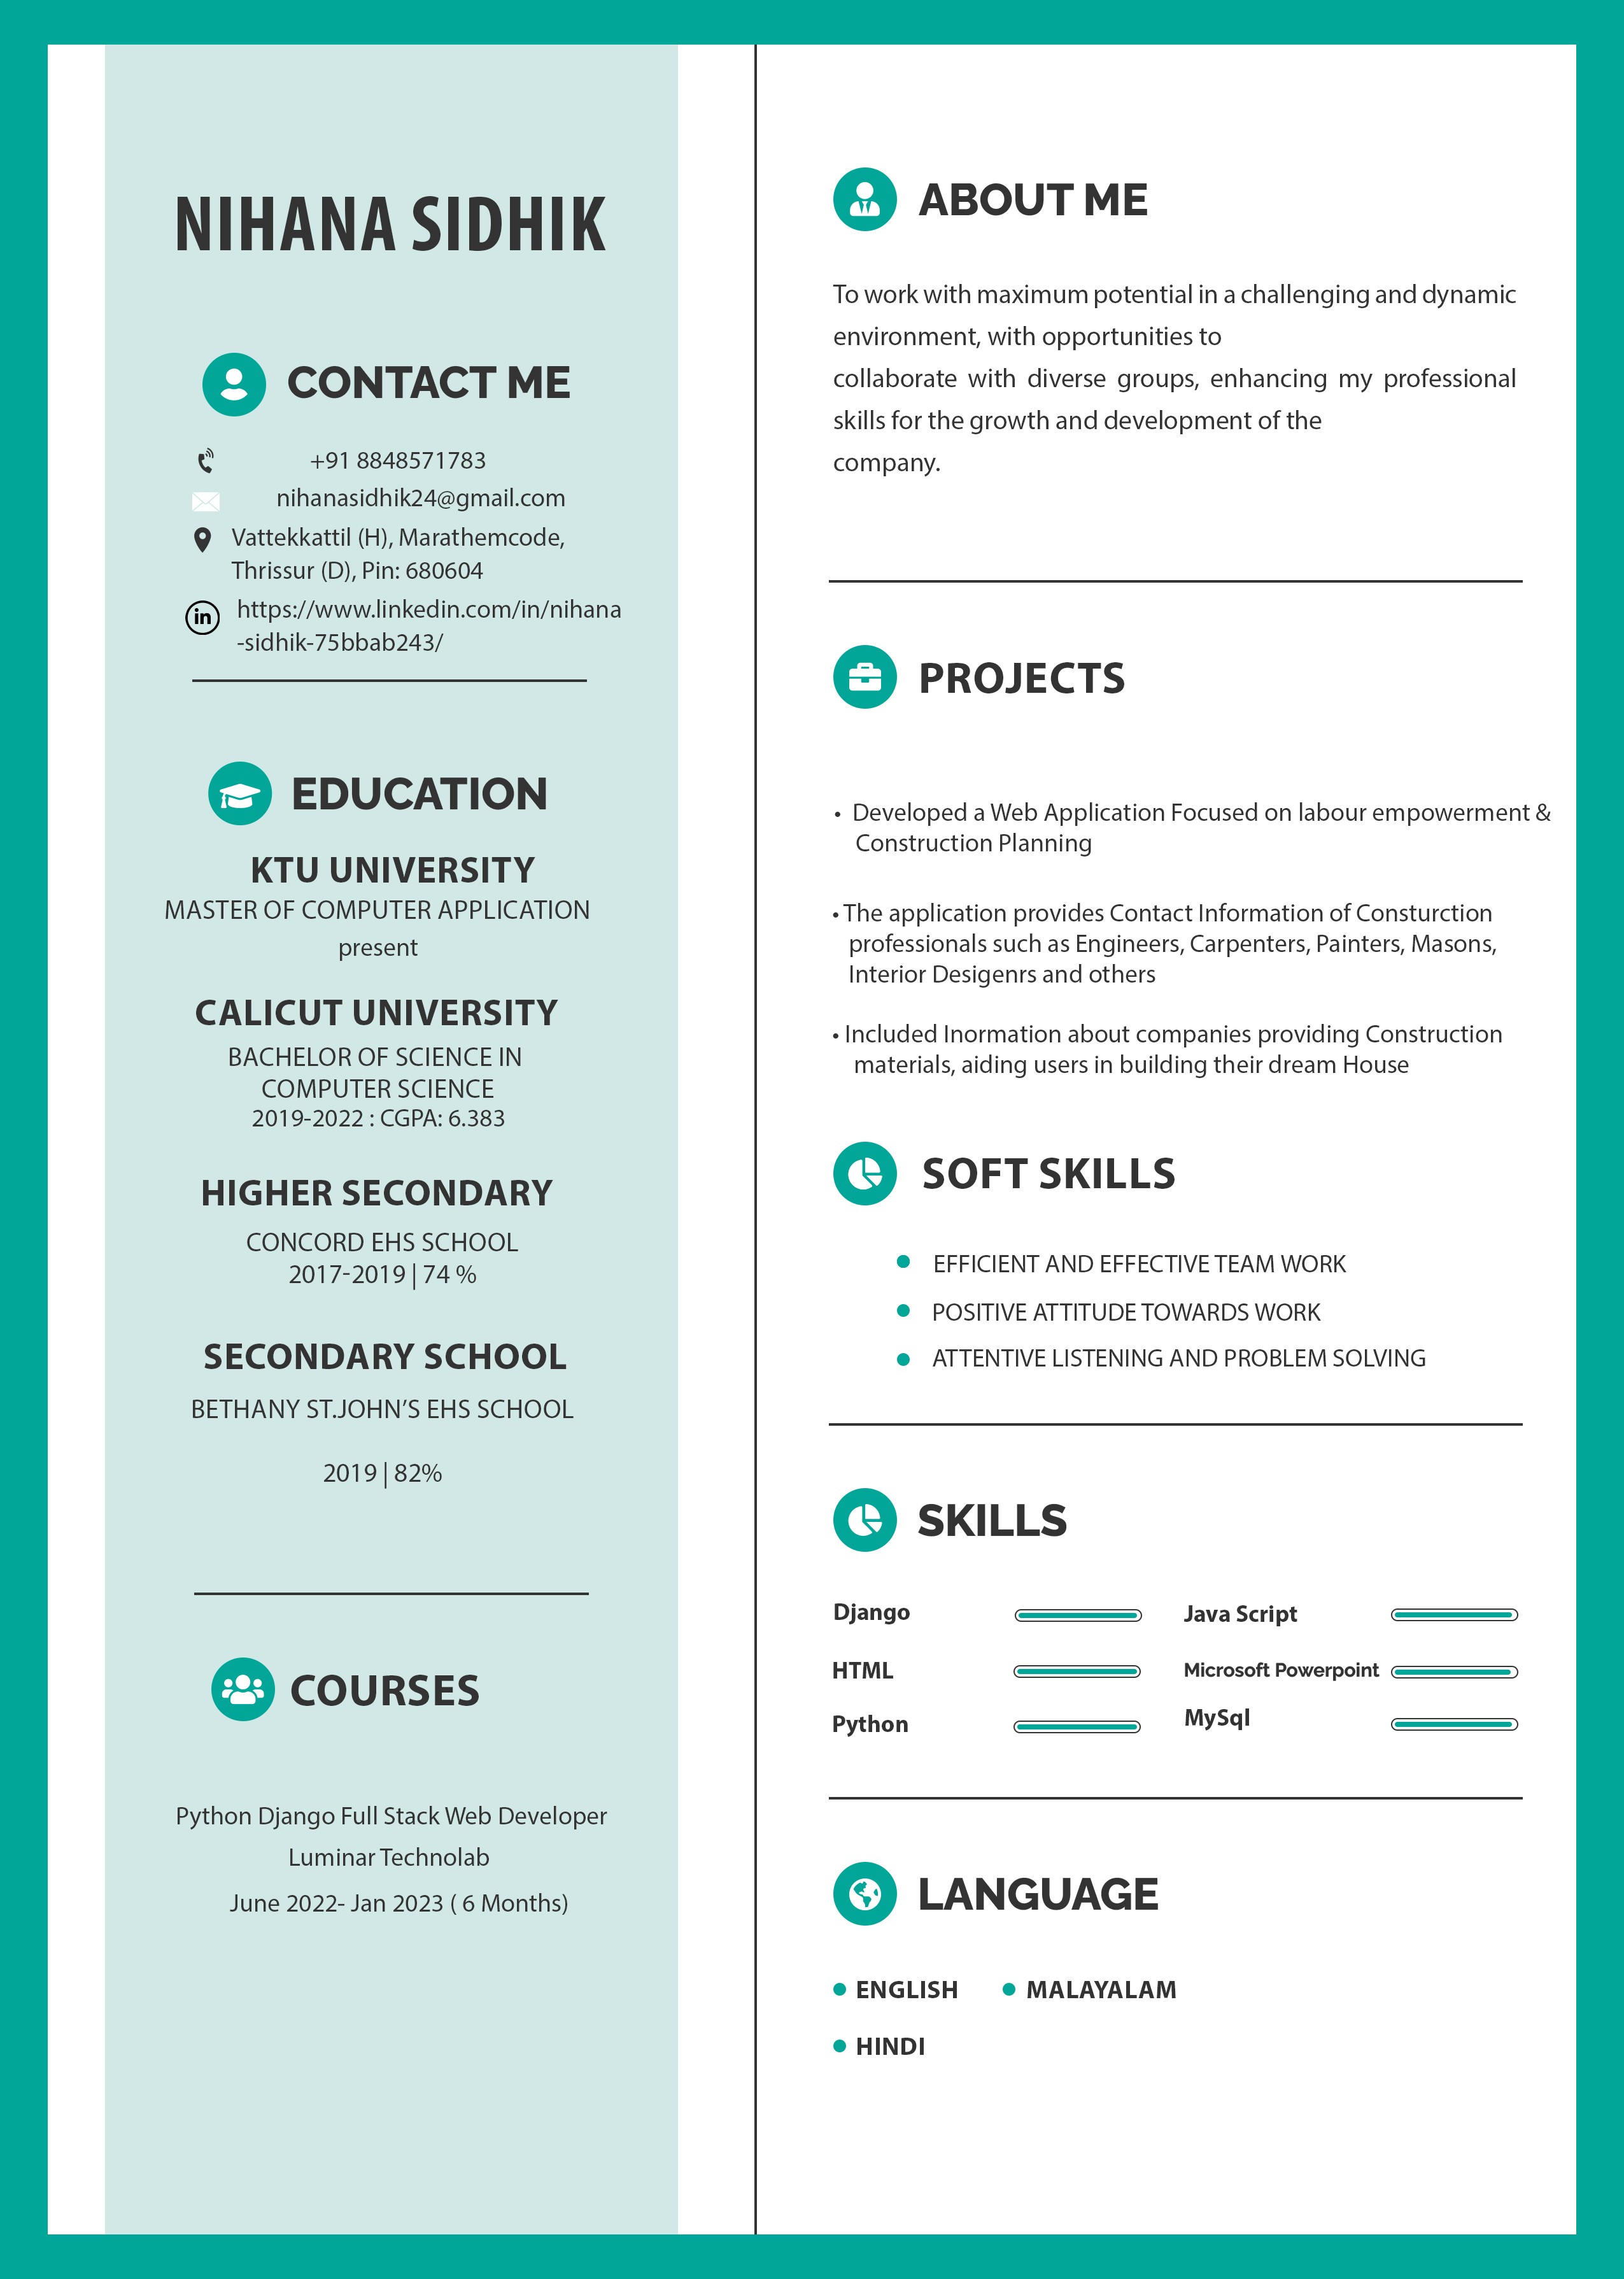 NIHANA SIDHIK
CONTACT ME
+91 8848571783
nihanasidhik24@gmail.com
Vattekkattil (H), Marathemcode,
Thrissur (D), Pin: 680604
in
https://www.linkedin.com/in/nihana
-sidhik-75bbab243/
EDUCATION
KTU UNIVERSITY
MASTER OF COMPUTER APPLICATION
present
CALICUT UNIVERSITY
BACHELOR OF SCIENCE IN
COMPUTER SCIENCE
2019-2022 : CGPA: 6.383
HIGHER SECONDARY
CONCORD EHS SCHOOL
2017-2019 | 74 %
SECONDARY SCHOOL
BETHANY ST.JOHN’S EHS SCHOOL
2019 | 82%
COURSES
Python Django Full Stack Web Developer
Luminar Technolab
June 2022- Jan 2023 ( 6 Months)
ABOUT ME
To work with maximum potential in a challenging and dynamic
environment, with opportunities to
collaborate with diverse groups, enhancing my professional
skills for the growth and development of the
company.
PROJECTS
• Developed a Web Application Focused on labour empowerment &
Construction Planning
• The application provides Contact Information of Consturction
professionals such as Engineers, Carpenters, Painters, Masons,
Interior Desigenrs and others
• Included Inormation about companies providing Construction
materials, aiding users in building their dream House
SOFT SKILLS
• EFFICIENT AND EFFECTIVE TEAM WORK
• POSITIVE ATTITUDE TOWARDS WORK
• ATTENTIVE LISTENING AND PROBLEM SOLVING
SKILLS
Django
Java Script
HTML
Microsoft Powerpoint
Python
MySql
LANGUAGE
• ENGLISH • MALAYALAM
• HINDI